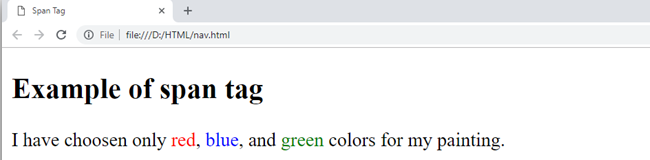 Span Tag
File | file:///D:/HTML/nav.html
Example of span tag
I have choosen only red, blue, and green colors for my painting.